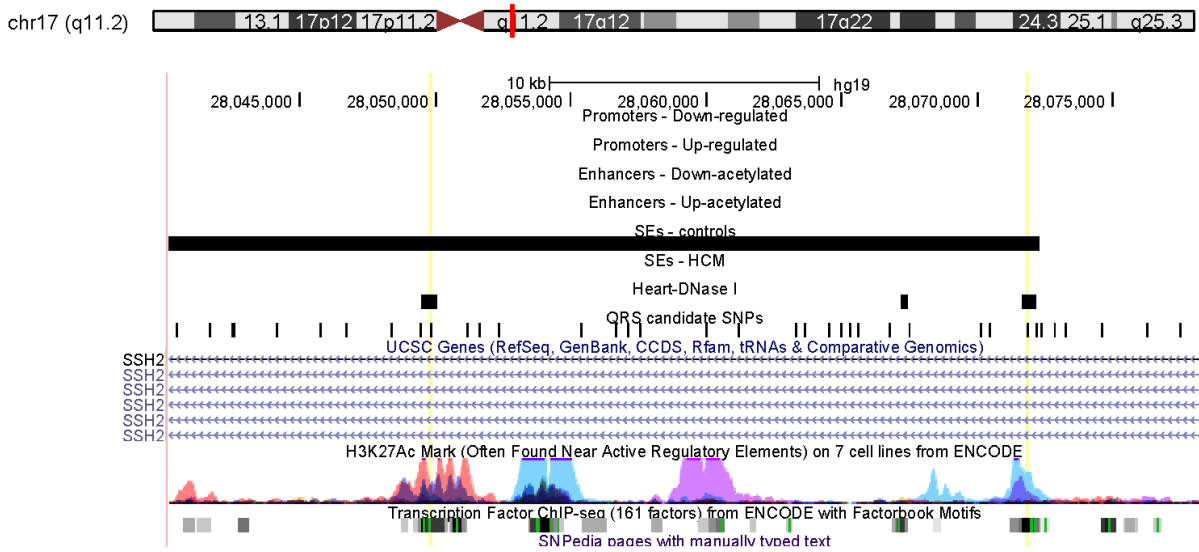 chr17 (q11.2) 13.1 17p12 17p11.2 q11.2 17q12 17q22 24.3 25.1 q25.3
10 kb hg19
28,045,000 28,050,000 28,055,000 28,060,000 28,065,000 28,070,000 28,075,000
Promoters - Down-regulated
Promoters - Up-regulated
Enhancers - Down-acetylated
Enhancers - Up-acetylated
SEs - controls
SEs - HCM
Heart-DNase I
QRS candidate SNPs
UCSC Genes (RefSeq, GenBank, CCDS, Rfam, tRNAs & Comparative Genomics)
SSH2
SSH2
SSH2
SSH2
SSH2
SSH2
H3K27Ac Mark (Often Found Near Active Regulatory Elements) on 7 cell lines from ENCODE
Transcription Factor ChIP-seq (161 factors) from ENCODE with Factorbook Motifs
SNPedia pages with manually typed text